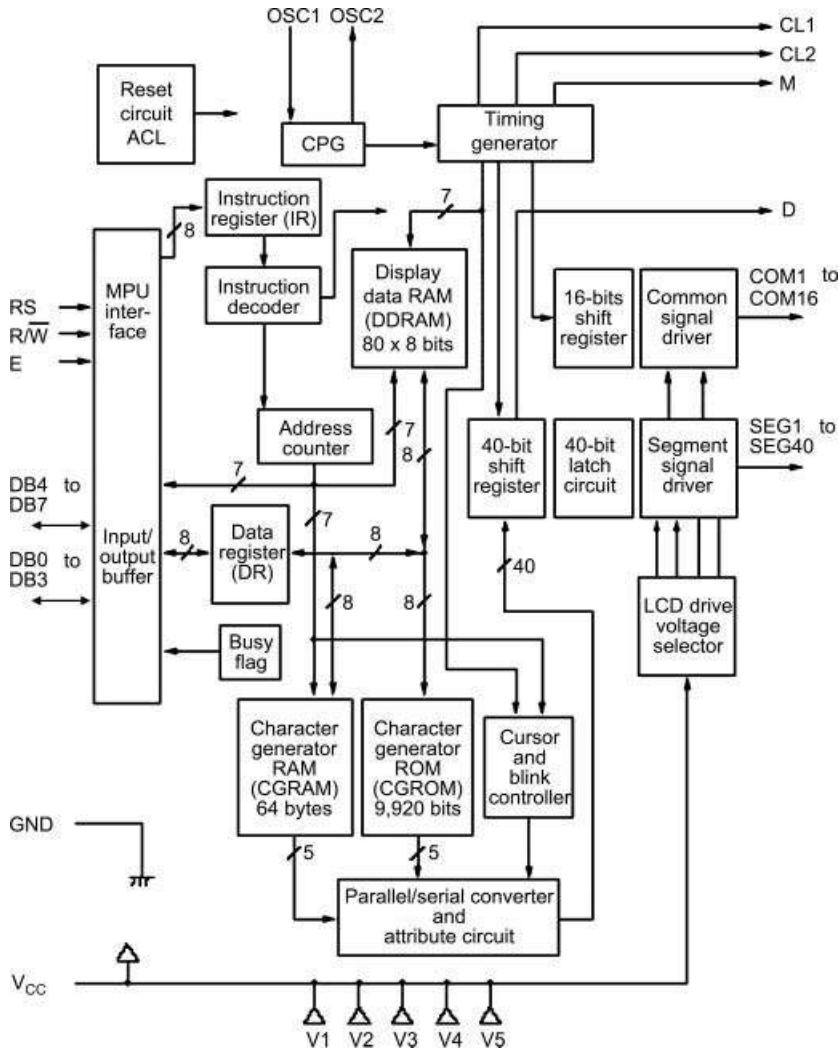 OSC1 OSC2
CL1
CL2
M
Reset
circuit
ACL
CPG
Timing
generator
8
Instruction
register (IR)
7
D
MPU
inter-
face
Instruction
decoder
Display
data RAM
(DDRAM)
80 x 8 bits
16-bits
shift
register
Common
signal
driver
COM1 to
COM16
RS
R/W̅
E
Address
counter
7
8
40-bit
shift
register
40-bit
latch
circuit
Segment
signal
driver
SEG1 to
SEG40
DB4 to
DB7
7
7
DB0 to
DB3
Input/
output
buffer
8
Data
register
(DR)
8
8
8
40
LCD drive
voltage
selector
Busy
flag
Character
generator
RAM
(CGRAM)
64 bytes
Character
generator
ROM
(CGROM)
9,920 bits
Cursor
and
blink
controller
GND
5
5
Parallel/serial converter
and
attribute circuit
VCC
V1 V2 V3 V4 V5